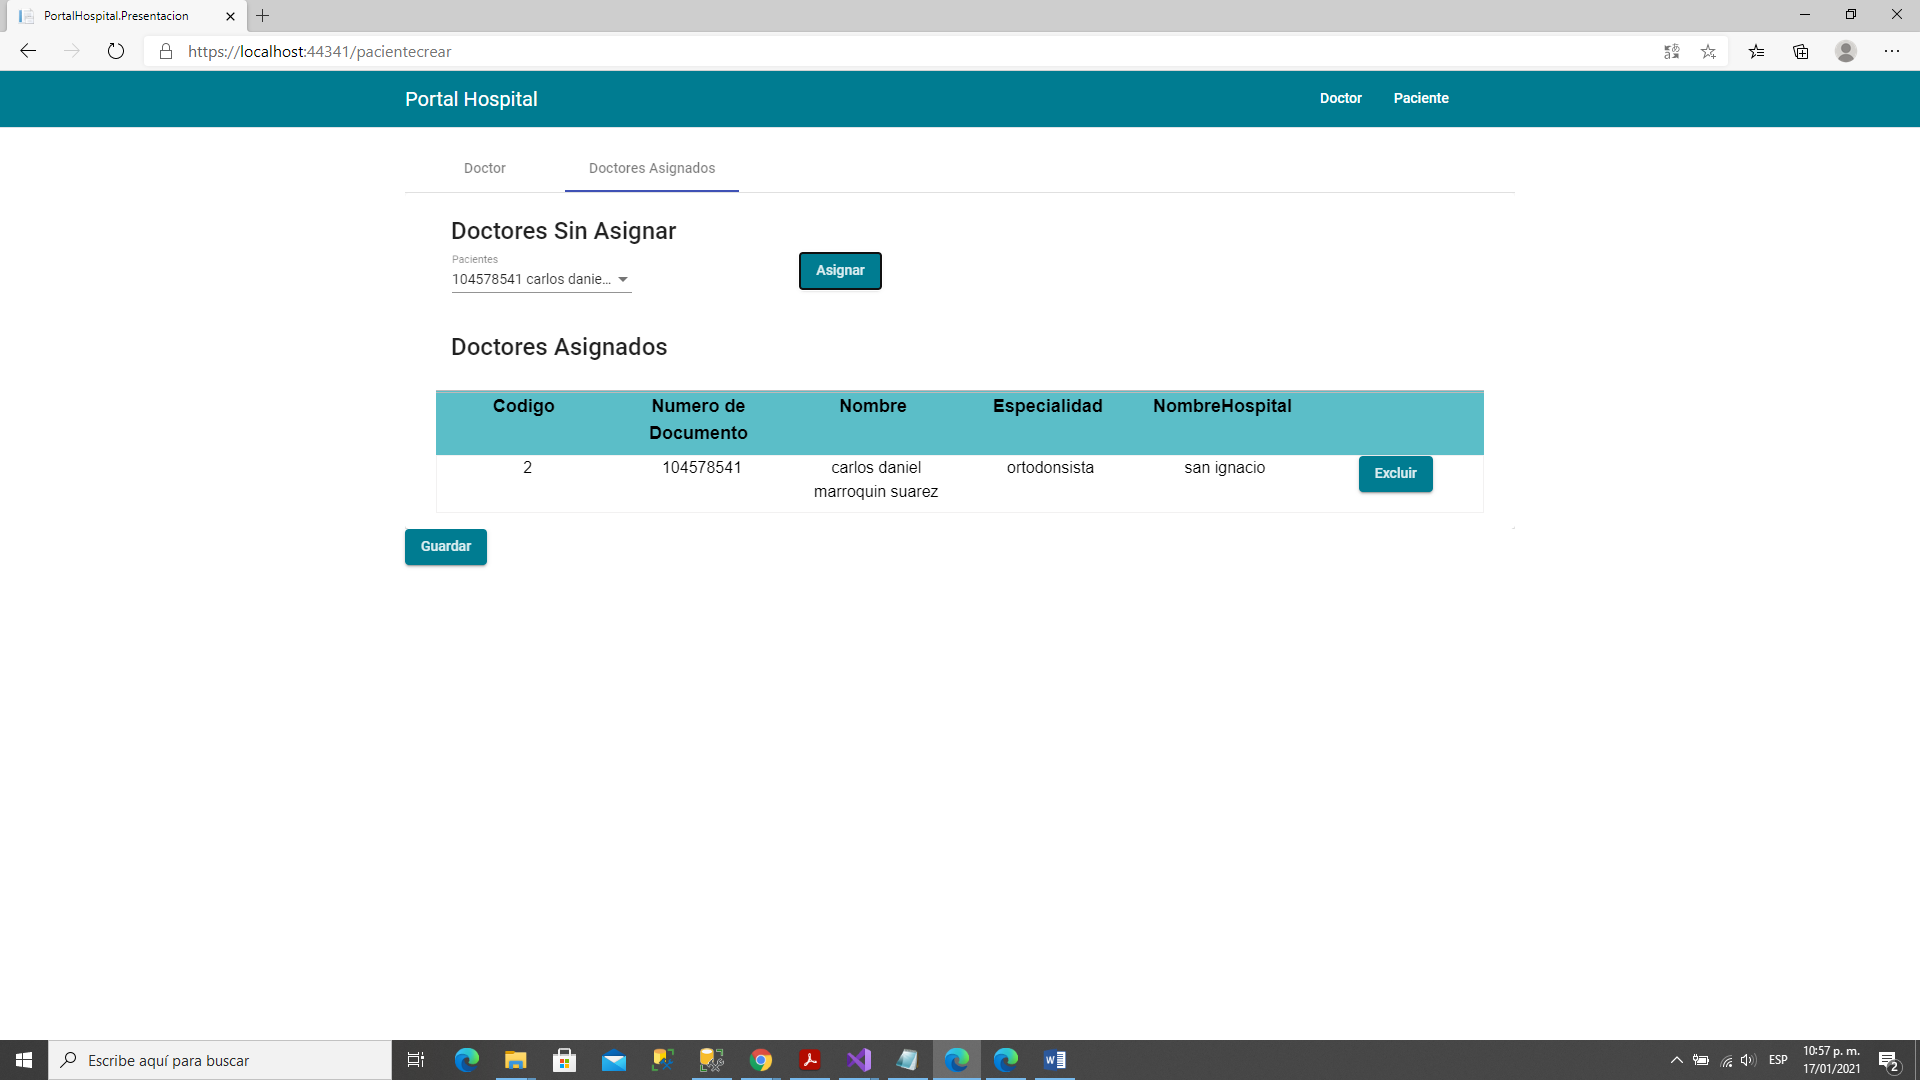 PortalHospital.Presentacion
https://localhost:44341/pacientecrear
Portal Hospital
Doctor
Paciente
Doctor
Doctores Asignados
Doctores Sin Asignar
Pacientes
104578541 carlos danie...
Asignar
Doctores Asignados
Codigo
Numero de
Documento
Nombre
Especialidad
NombreHospital
2
104578541
carlos daniel
marroquin suarez
ortodonsista
san ignacio
Excluir
Guardar
Escribe aquí para buscar
ESP
10:57 p. m.
17/01/2021
2